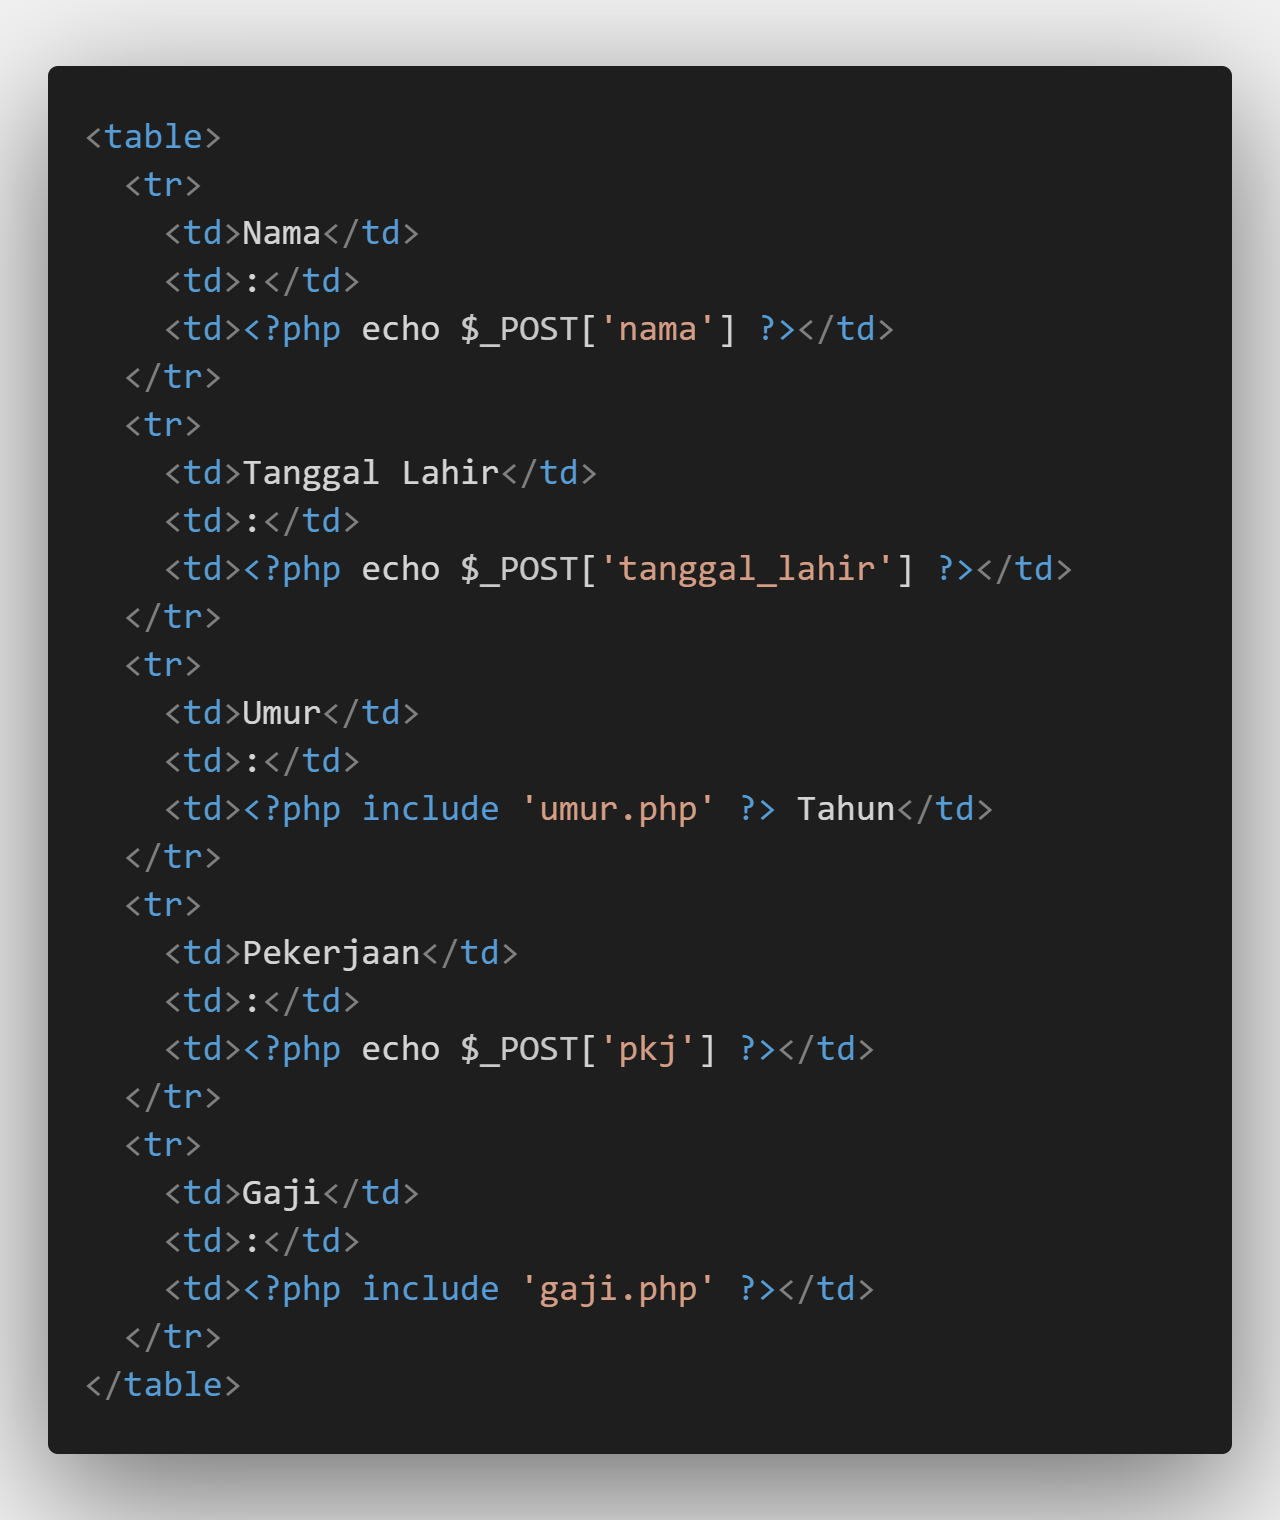 <table>
  <tr>
    <td>Nama</td>
    <td>:</td>
    <td><?php echo $_POST['nama'] ?></td>
  </tr>
  <tr>
    <td>Tanggal Lahir</td>
    <td>:</td>
    <td><?php echo $_POST['tanggal_lahir'] ?></td>
  </tr>
  <tr>
    <td>Umur</td>
    <td>:</td>
    <td><?php include 'umur.php' ?> Tahun</td>
  </tr>
  <tr>
    <td>Pekerjaan</td>
    <td>:</td>
    <td><?php echo $_POST['pkj'] ?></td>
  </tr>
  <tr>
    <td>Gaji</td>
    <td>:</td>
    <td><?php include 'gaji.php' ?></td>
  </tr>
</table>